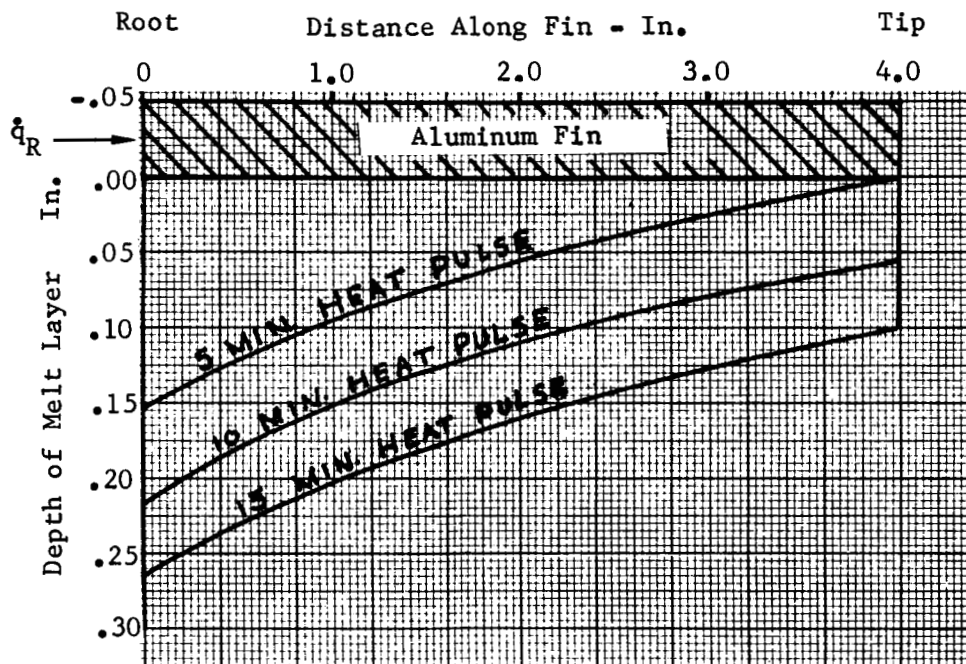 Root Distance Along Fin - In. Tip
0 1.0 2.0 3.0 4.0
-.05
q̇R
Aluminum Fin
.00
.05
.10
.15
.20
.25
.30
Depth of Melt Layer In.
5 MIN. HEAT PULSE
10 MIN. HEAT PULSE
15 MIN. HEAT PULSE